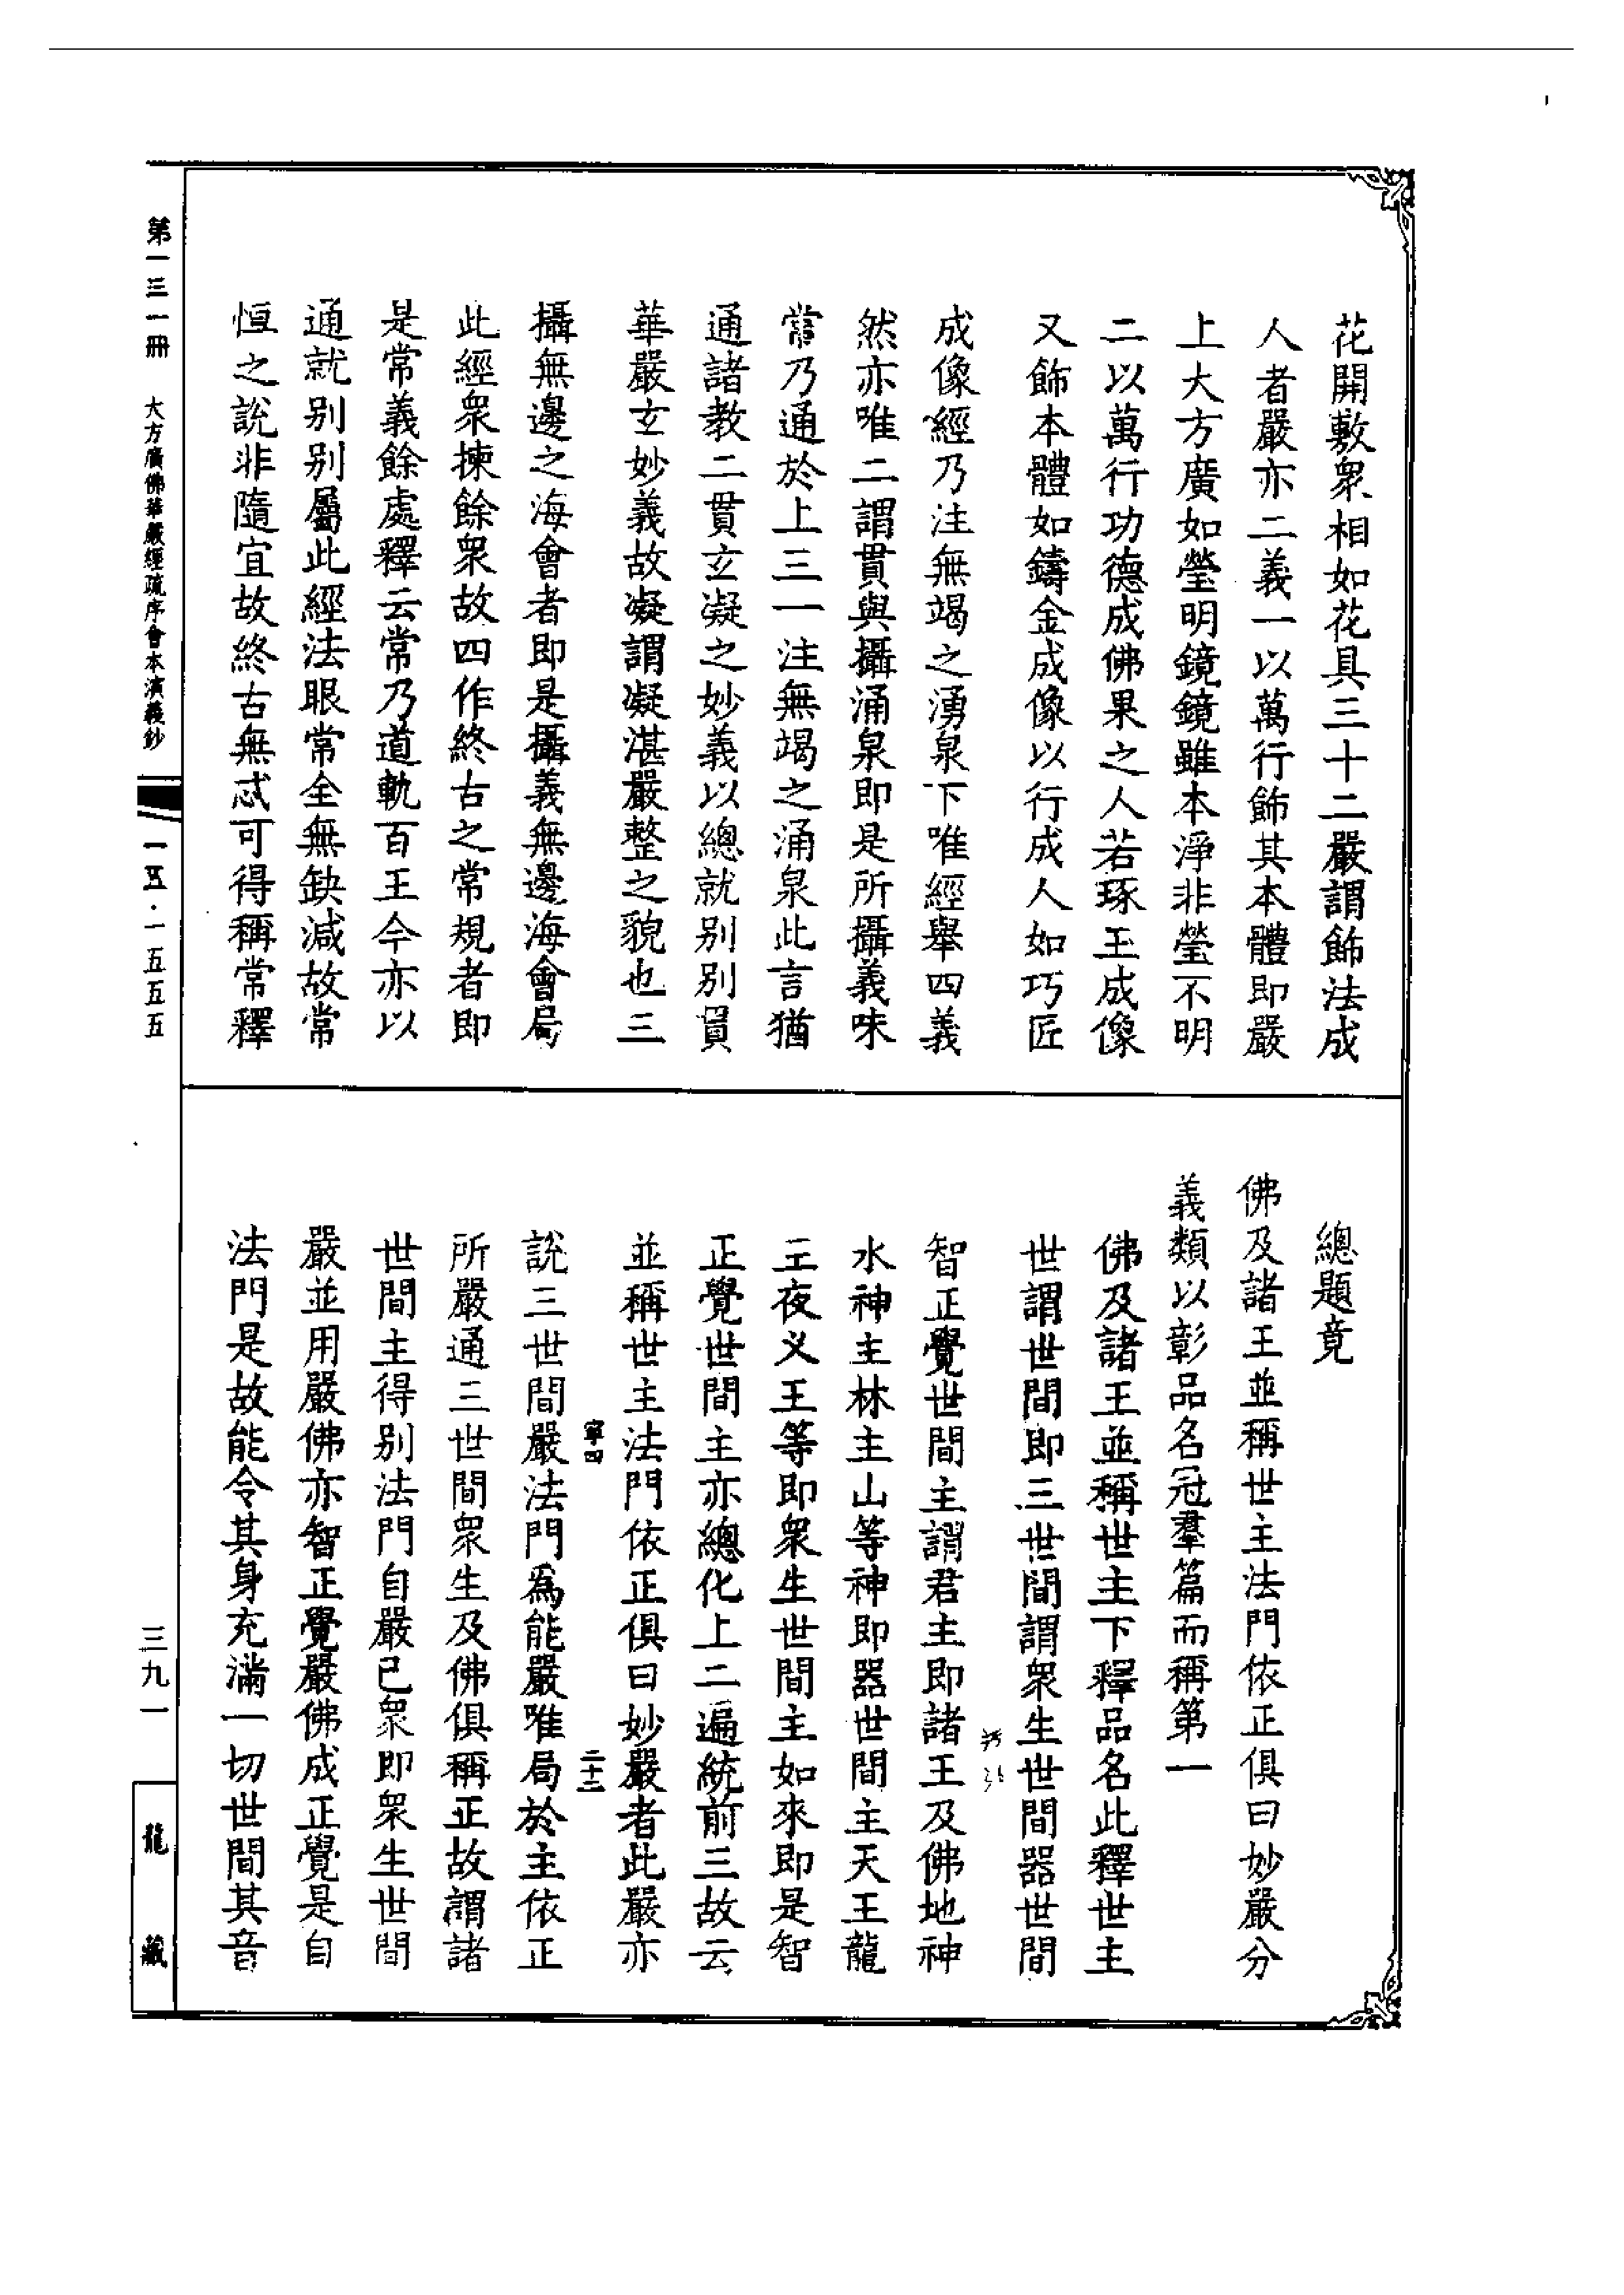 花開敷衆相如花具三十二嚴謂飾法成
人者嚴亦二義一以萬行飾其本體即嚴
上大方廣如瑩明鏡鏡雖本淨非瑩不明
二以萬行功德成佛果之人若琢玉成像
又飾本體如鑄金成像以行成人如巧匠
成像經乃注無竭之湧泉下唯經舉四義
然亦唯二謂貫與攝涌泉即是所攝義味
常乃通於上三一注無竭之涌泉此言猶
通諸教二貫玄凝之妙義以總就别别貫
華嚴玄妙義故凝謂凝湛嚴整之貌也三
攝無邊之海會者即是攝義無邊海會局
此經衆揀餘衆故四作終古之常規者即
是常義餘處釋云常乃道軌百王今亦以
通就别别屬此經法眼常全無缺減故常
恒之說非隨宜故終古無忒可得稱常釋
總題竟
佛及諸王並稱世主法門依正俱曰妙嚴分
義類以彰品名冠羣篇而稱第一
佛及諸王並稱世主下釋品名此釋世主
世謂世間即三世間謂衆生世間器世間
智正覺世間主謂君主即諸王及佛地神
水神主林主山等神即器世間主天王龍
王夜义王等即衆生世間主如來即是智
正覺世間主亦總化上二遍統前三故云
並稱世主法門依正俱曰妙嚴者此嚴亦
寧四
二十二
說三世間嚴法門爲能嚴唯局於主依正
所嚴通三世間衆生及佛俱稱正故謂諸
世間主得别法門自嚴已衆即衆生世間
嚴並用嚴佛亦智正覺嚴佛成正覺是自
法門是故能令其身充滿一切世間其音
第一三一冊
大方廣佛華嚴經疏序會本演義鈔
一五·一五五五
三九一
龍藏